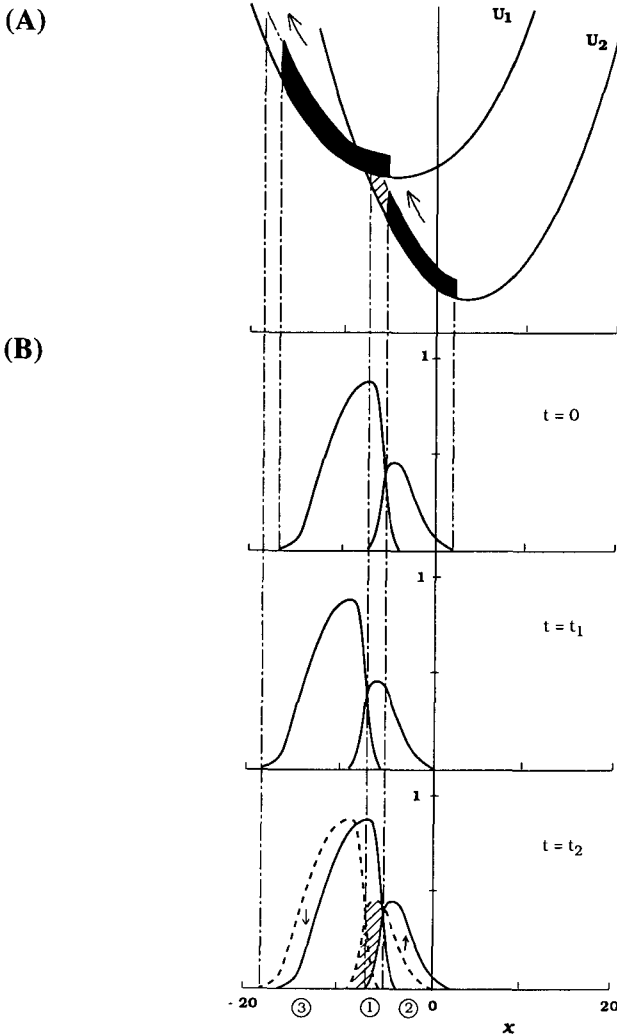 (A)
U1
U2
(B)
1
t = 0
1
t = t1
1
t = t2
- 20
③
①
②
0
20
x